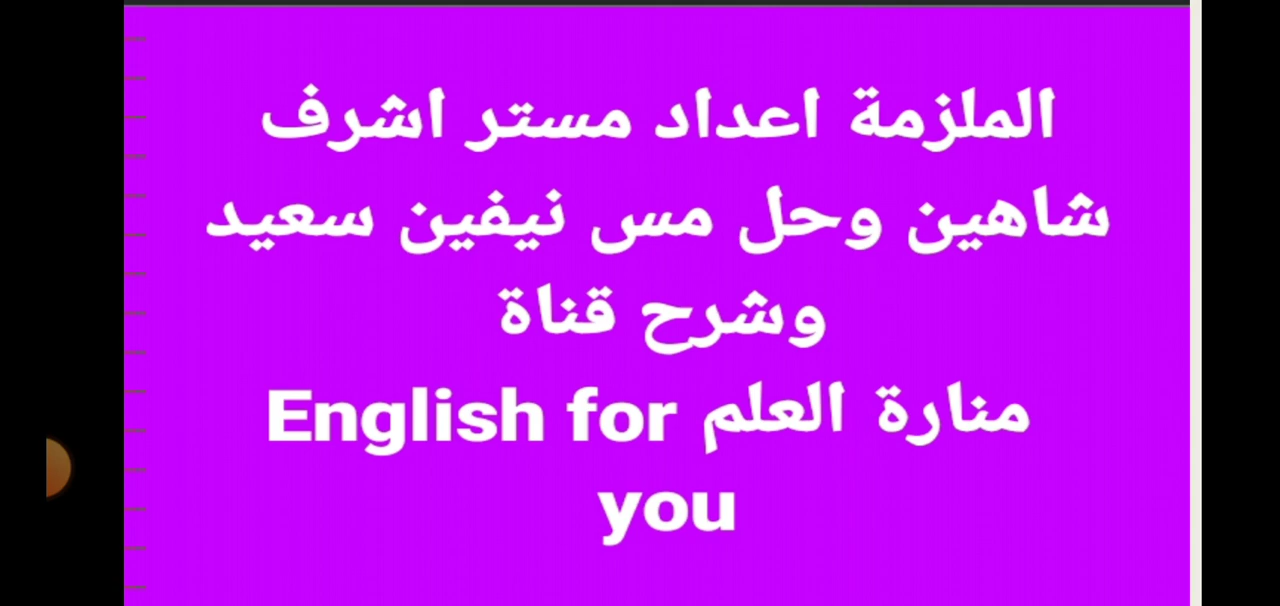 الملزمة اعداد مستر اشرف
شاهين وحل مس نيفين سعيد
وشرح قناة
منارة العلم English for
you